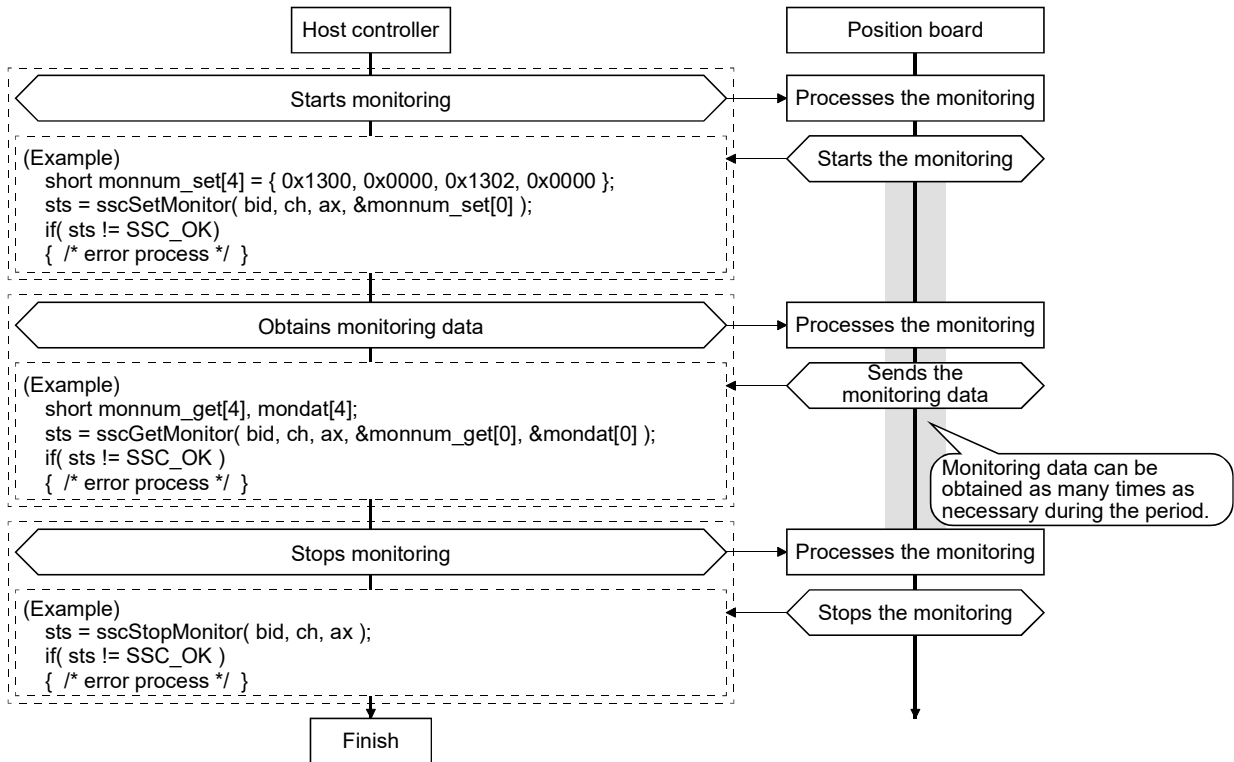 Host controller
Position board
Starts monitoring
Processes the monitoring
(Example)
short monnum_set[4] = { 0x1300, 0x0000, 0x1302, 0x0000 };
sts = sscSetMonitor( bid, ch, ax, &monnum_set[0] );
if( sts != SSC_OK)
{  /* error process */  }
Starts the monitoring
Obtains monitoring data
Processes the monitoring
(Example)
short monnum_get[4], mondat[4];
sts = sscGetMonitor( bid, ch, ax, &monnum_get[0], &mondat[0] );
if( sts != SSC_OK )
{  /* error process */  }
Sends the
monitoring data
Monitoring data can be
obtained as many times as
necessary during the period.
Stops monitoring
Processes the monitoring
(Example)
sts = sscStopMonitor( bid, ch, ax );
if( sts != SSC_OK )
{  /* error process */  }
Stops the monitoring
Finish